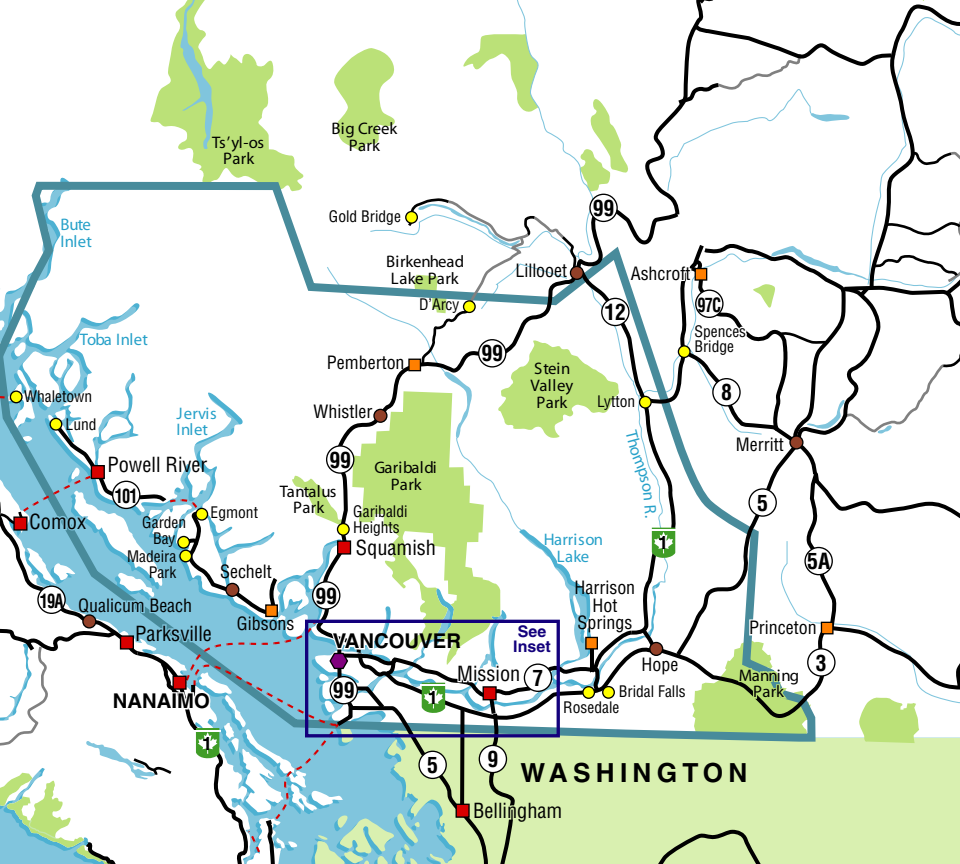 Ts'yl-os
Park
Big Creek
Park
Bute
Inlet
Gold Bridge
99
Birkenhead
Lake Park
Lillooet
Ashcroft
D'Arcy
97C
12
Toba Inlet
Spences
Bridge
99
Pemberton
Stein
Valley
Park
8
Whaletown
Lytton
Lund
Jervis
Inlet
Whistler
Merritt
Thompson R.
Powell River
99
Garibaldi
Park
101
Tantalus
Park
5
Egmont
Garibaldi
Heights
Comox
Garden
Bay
Squamish
Harrison
Lake
1
Madeira
Park
5A
Sechelt
Harrison
Hot
Springs
99
19A
Qualicum Beach
Gibsons
Parksville
VANCOUVER
See
Inset
Princeton
Hope
3
Mission
7
Manning
Park
NANAIMO
99
1
Rosedale
Bridal Falls
1
5
9
WASHINGTON
Bellingham